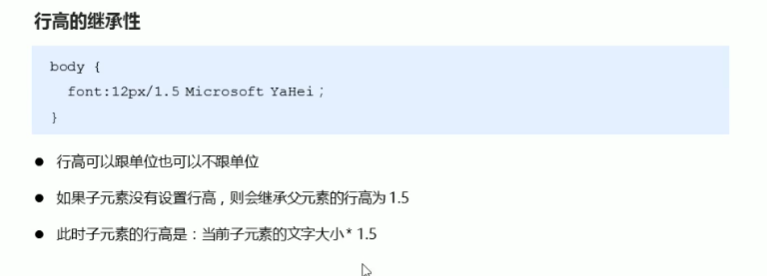 行高的继承性
body {
font:12px/1.5 Microsoft YaHei；
}
● 行高可以跟单位也可以不跟单位
● 如果子元素没有设置行高，则会继承父元素的行高为 1.5
● 此时子元素的行高是：当前子元素的文字大小 * 1.5